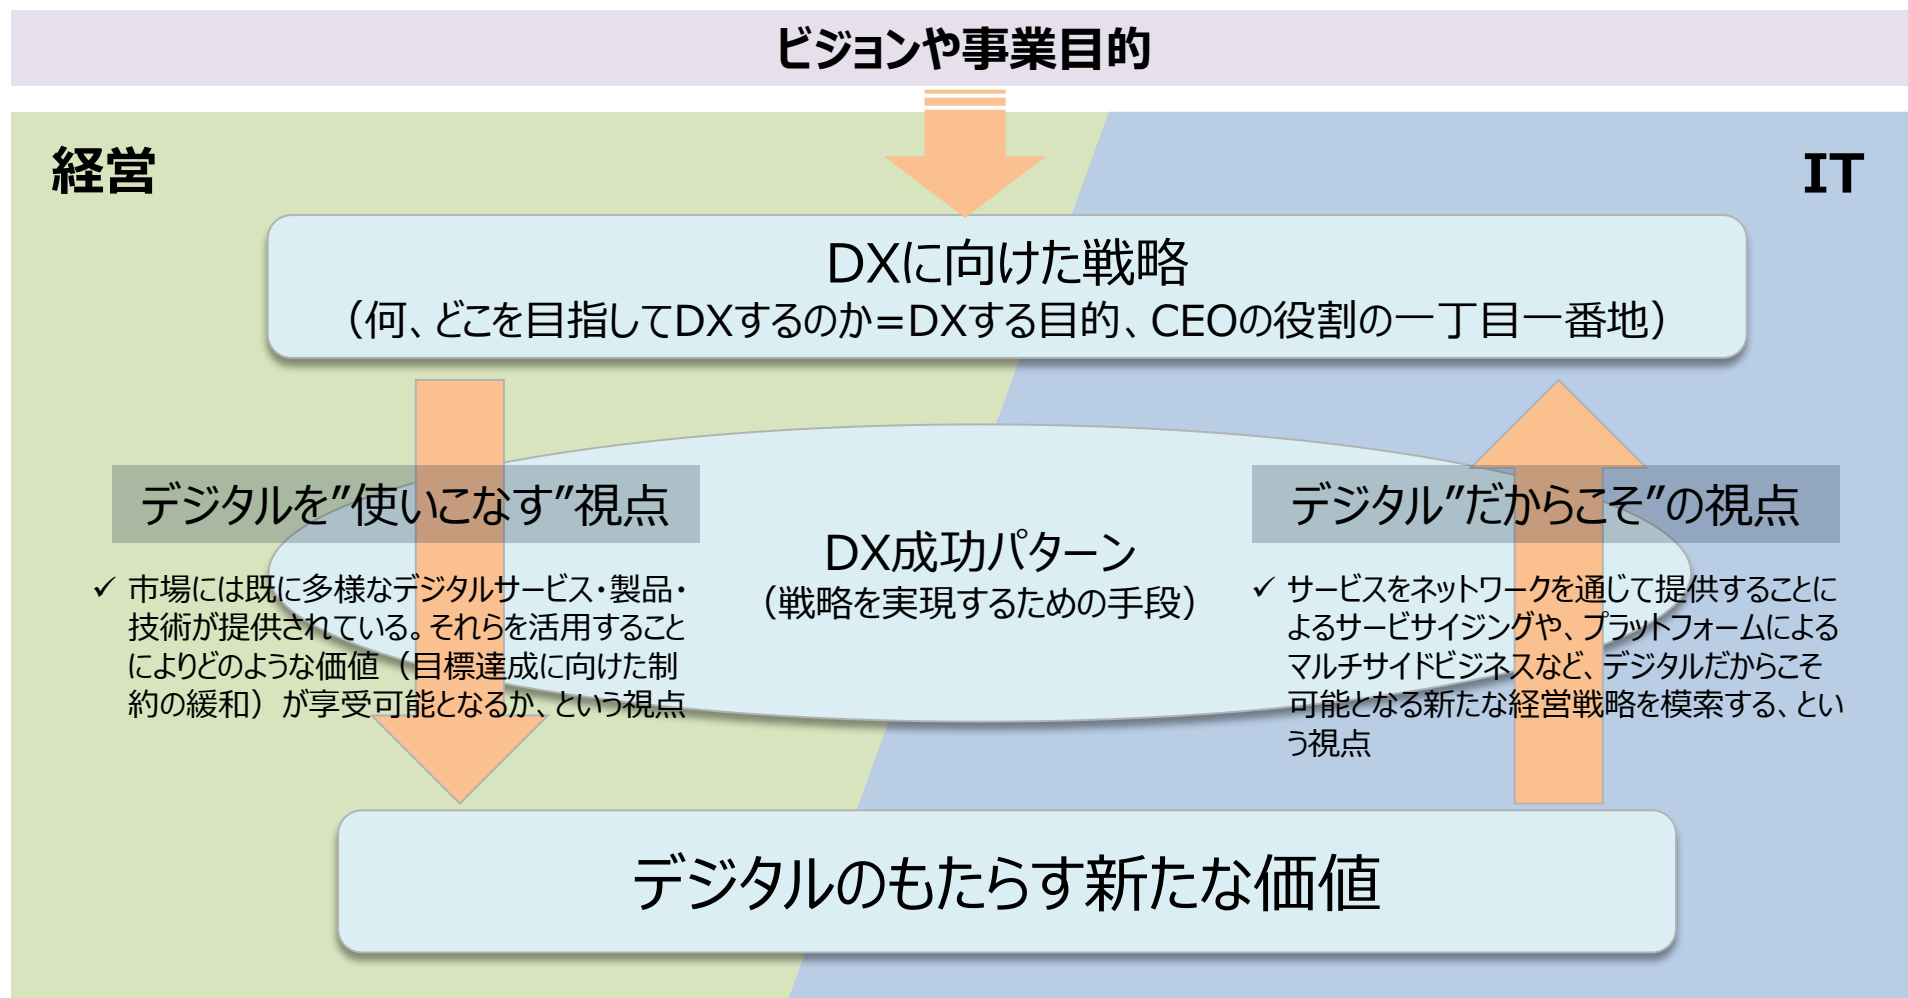 ビジョンや事業目的
経営
IT
DXに向けた戦略
（何、どこを目指してDXするのか=DXする目的、CEOの役割の一丁目一番地）
デジタルを”使いこなす”視点
✓ 市場には既に多様なデジタルサービス・製品・
技術が提供されている。それらを活用すること
によりどのような価値（目標達成に向けた制
約の緩和）が享受可能となるか、という視点
DX成功パターン
（戦略を実現するための手段）
デジタル”だからこそ”の視点
✓ サービスをネットワークを通じて提供することに
よるサービサイジングや、プラットフォームによる
マルチサイドビジネスなど、デジタルだからこそ
可能となる新たな経営戦略を模索する、とい
う視点
デジタルのもたらす新たな価値